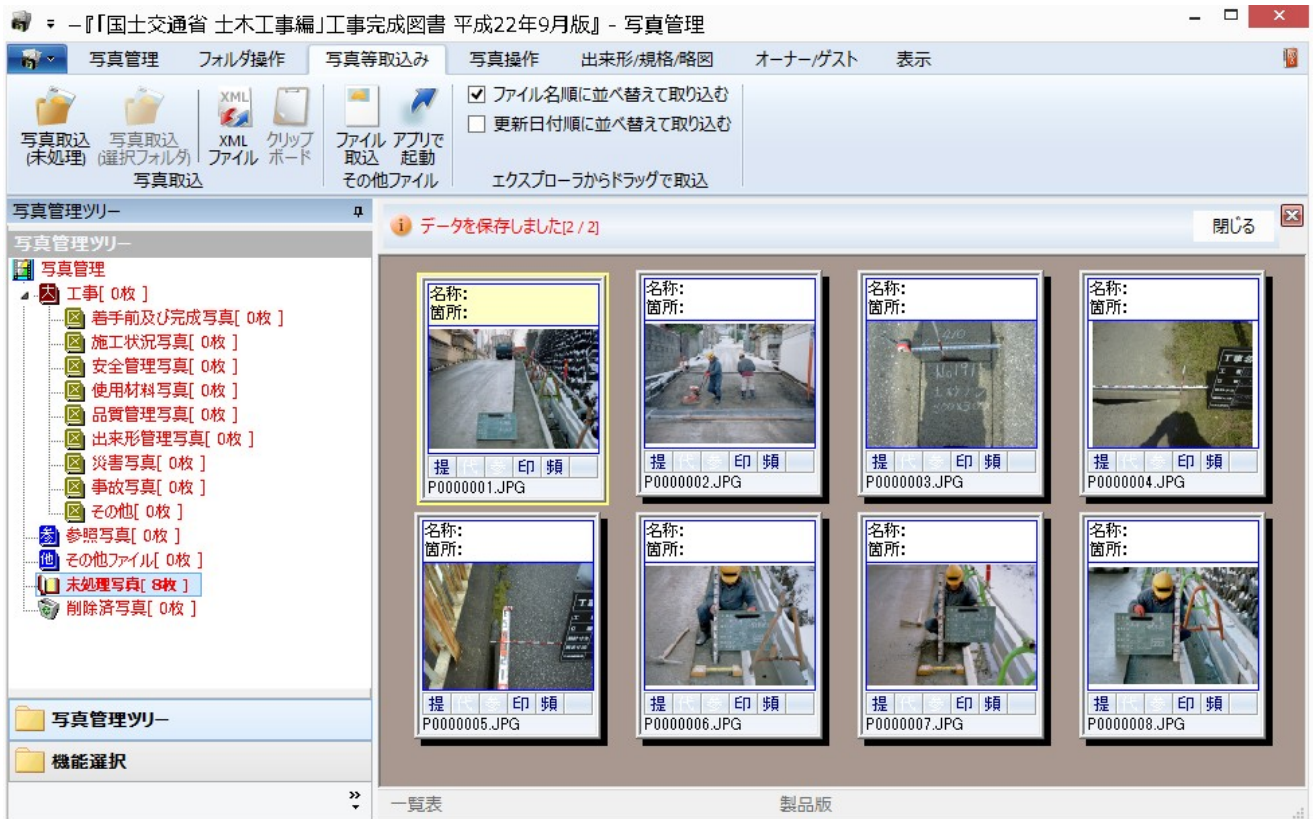 －『「国土交通省 土木工事編」工事完成図書 平成22年9月版』 - 写真管理
写真管理 フォルダ操作 写真等取込み 写真操作 出来形/規格/略図 オーナー/ゲスト 表示
写真取込
(未処理)
写真取込
(選択フォルダ)
XML
XML
ファイル
クリップ
ボード
写真取込
ファイル
取込
アプリで
起動
その他ファイル
ファイル名順に並べ替えて取り込む
更新日付順に並べ替えて取り込む
エクスプローラからドラッグで取込
写真管理ツリー
写真管理ツリー
写真管理
大 工事[ 0枚 ]
着手前及び完成写真[ 0枚 ]
施工状況写真[ 0枚 ]
安全管理写真[ 0枚 ]
使用材料写真[ 0枚 ]
品質管理写真[ 0枚 ]
出来形管理写真[ 0枚 ]
災害写真[ 0枚 ]
事故写真[ 0枚 ]
その他[ 0枚 ]
参 参照写真[ 0枚 ]
他 その他ファイル[ 0枚 ]
未処理写真[ 8枚 ]
削除済写真[ 0枚 ]
写真管理ツリー
機能選択
データを保存しました[2 / 2]
閉じる
名称:
箇所:
提 代 参 印 頻
P0000001.JPG
名称:
箇所:
提 代 参 印 頻
P0000002.JPG
名称:
箇所:
提 代 参 印 頻
P0000003.JPG
名称:
箇所:
提 代 参 印 頻
P0000004.JPG
名称:
箇所:
提 代 参 印 頻
P0000005.JPG
名称:
箇所:
提 代 参 印 頻
P0000006.JPG
名称:
箇所:
提 代 参 印 頻
P0000007.JPG
名称:
箇所:
提 代 参 印 頻
P0000008.JPG
一覧表
製品版